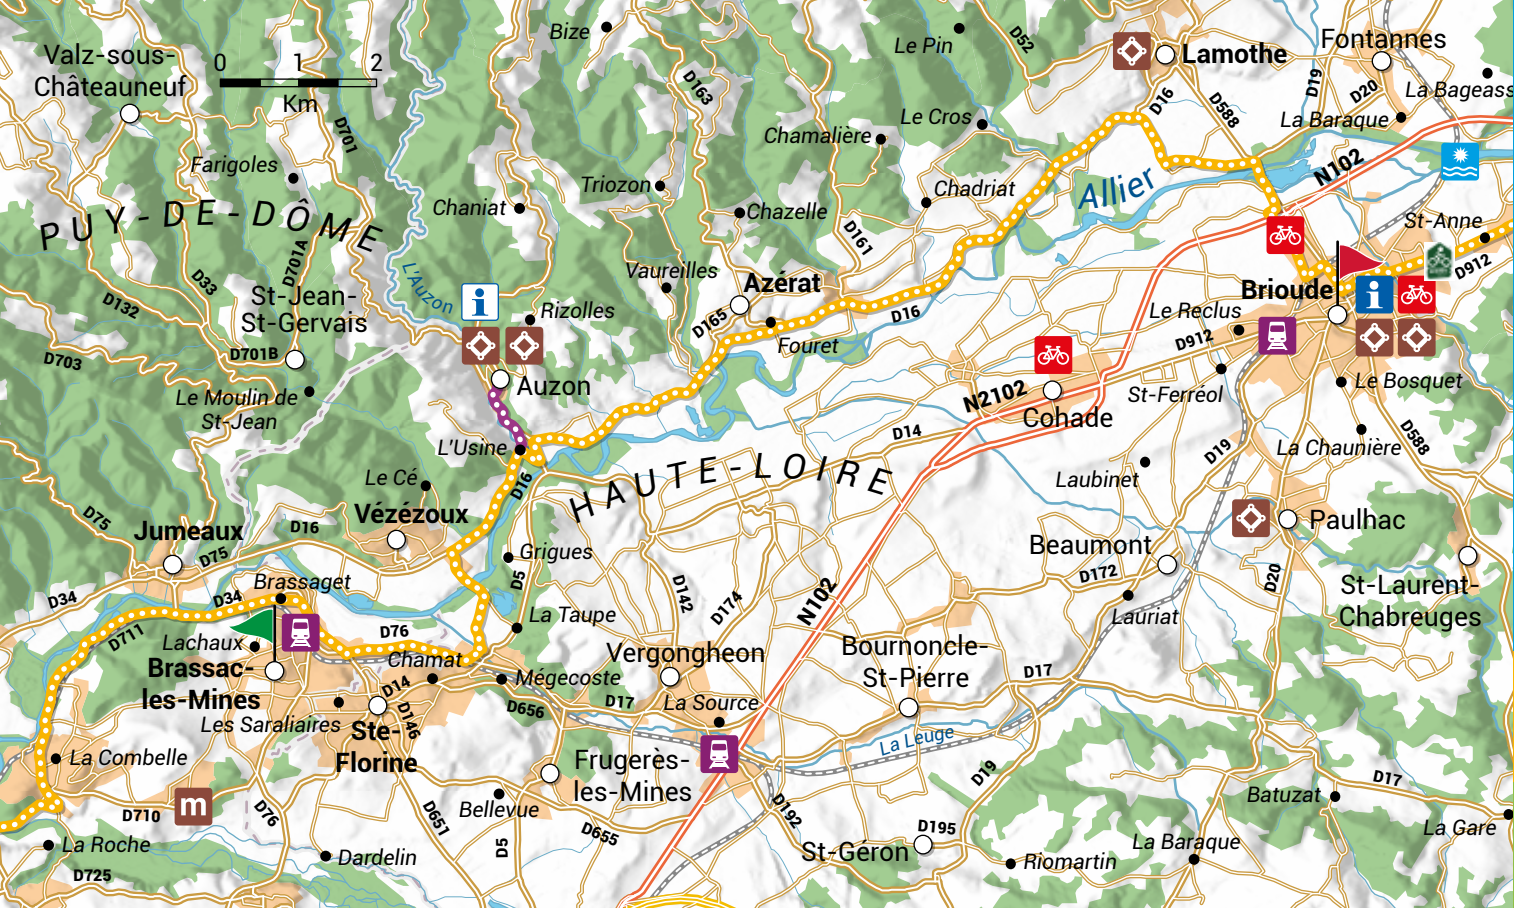 Bize
Le Pin
D52
Lamothe
Fontannes
Valz-sous-
Châteauneuf
0 1 2
Km
D163
D16
D588
D19
D20
La Bageass
La Baraque
D701
Chamalière
Le Cros
N102
Farigoles
Triozon
Chadriat
Allier
PUY-DE-DÔME
Chaniat
Chazelle
D161
St-Anne
D701A
D33
L'Auzon
Vaureilles
Azérat
D912
D132
St-Jean-
St-Gervais
i
Rizolles
D165
D16
Brioude
i
Le Reclus
D703
D701B
Fouret
D912
Auzon
Le Moulin de
St-Jean
N2102
Cohade
St-Ferréol
Le Bosquet
L'Usine
D14
D19
La Chaunière
D588
Le Cé
D16
HAUTE-LOIRE
Laubinet
D75
Jumeaux
D16
Vézézoux
Paulhac
D75
Grigues
Beaumont
D34
D34
Brassaget
D5
D142
D174
N102
D172
D20
St-Laurent-
Chabreuges
D711
Lachaux
D76
La Taupe
Lauriat
Brassac-
les-Mines
Chamat
Vergongheon
Bournoncle-
St-Pierre
D14
Mégecoste
D17
D17
La Source
Les Saraliaires
D146
D656
Ste-
Florine
La Leuge
La Combelle
Frugerès-
les-Mines
D19
D17
m
D710
D76
D651
Bellevue
D655
D192
Batuzat
D195
La Gare
La Roche
D5
St-Géron
La Baraque
Dardelin
Riomartin
D725